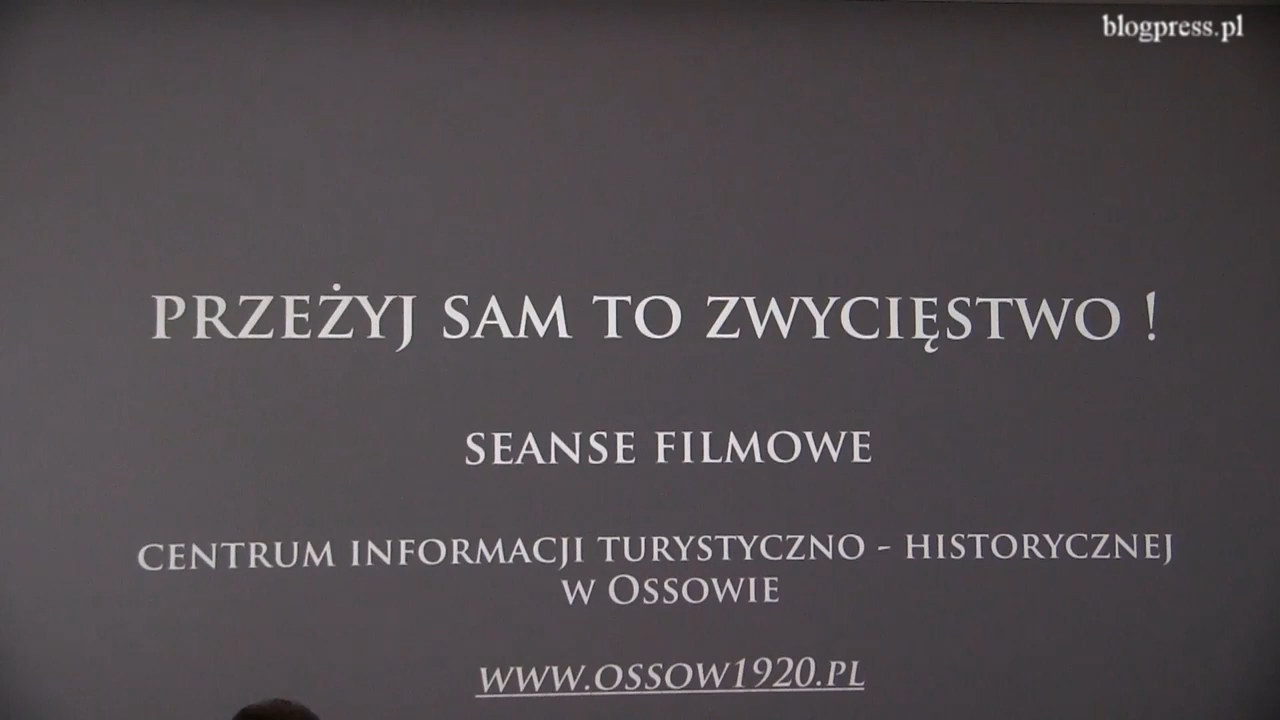 blogpress.pl
PRZEŻYJ SAM TO ZWYCIĘSTWO !
SEANSE FILMOWE
CENTRUM INFORMACJI TURYSTYCZNO - HISTORYCZNEJ
W OSSOWIE
WWW.OSSOW1920.PL